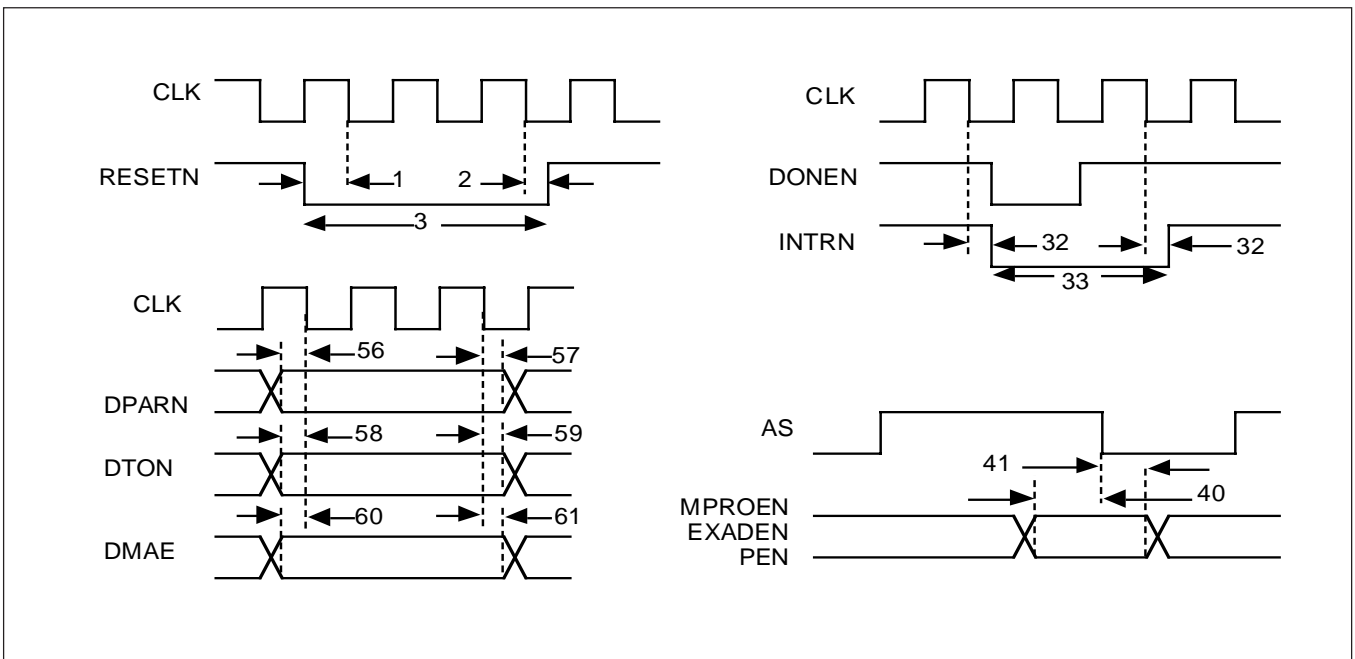 CLK
RESETN
1
2
3
CLK
DONEN
INTRN
32
32
33
CLK
56
57
DPARN
58
59
DTON
60
61
DMAE
AS
41
40
MPROEN
EXADEN
PEN